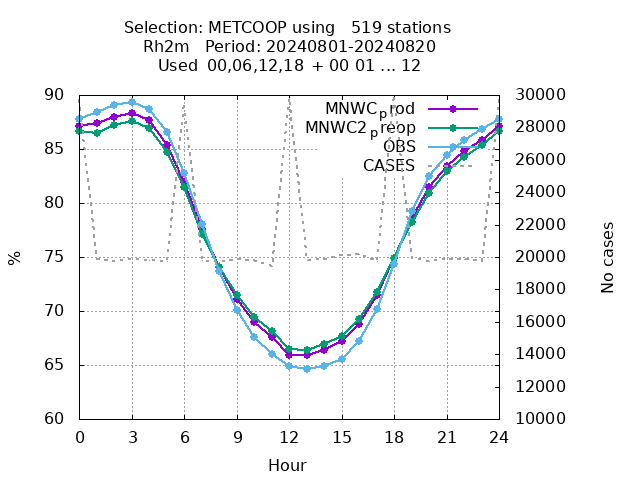 Selection: METCOOP using   519 stations
Rh2m   Period: 20240801-20240820
Used  00,06,12,18  + 00 01 ... 12
90
85
80
75
70
65
60
30000
28000
26000
24000
22000
20000
18000
16000
14000
12000
10000
MNWC_prod
MNWC2_preop
OBS
CASES
%
No cases
0 3 6 9 12 15 18 21 24
Hour